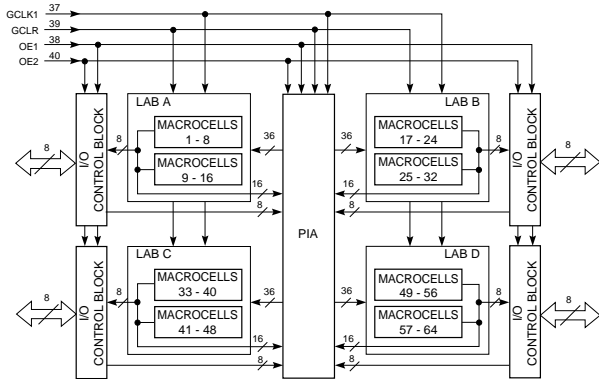 GCLK1 37
GCLR 39
OE1 38
OE2 40
LAB A
LAB B
8
I/O CONTROL BLOCK
8
MACROCELLS
1 - 8
MACROCELLS
9 - 16
36
16
8
PIA
36
MACROCELLS
17 - 24
MACROCELLS
25 - 32
16
8
8
I/O CONTROL BLOCK
8
LAB C
LAB D
8
I/O CONTROL BLOCK
8
MACROCELLS
33 - 40
MACROCELLS
41 - 48
36
16
8
36
MACROCELLS
49 - 56
MACROCELLS
57 - 64
16
8
8
I/O CONTROL BLOCK
8